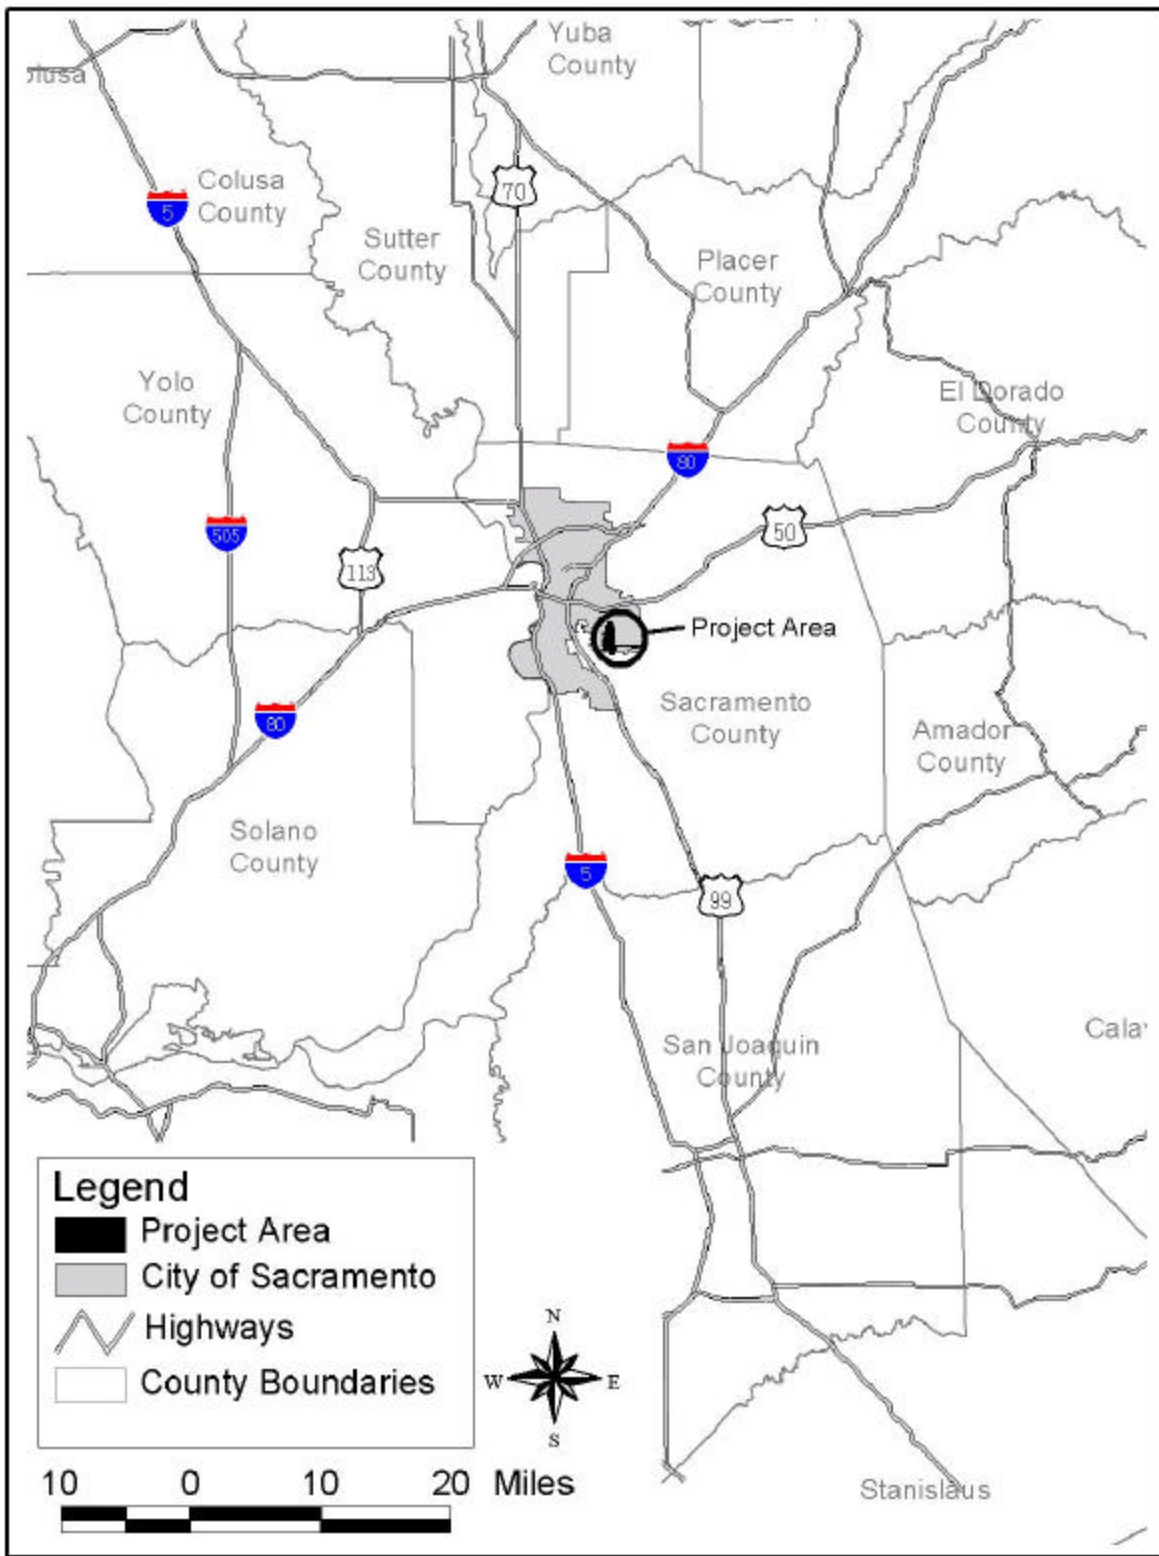 Yuba
County
olusa
Colusa
County
5
70
Sutter
County
Placer
County
Yolo
County
El Dorado
County
80
505
50
113
Project Area
Sacramento
County
80
Amador
County
Solano
County
5
99
San Joaquin
County
Cala
Legend
Project Area
City of Sacramento
Highways
County Boundaries
N
W
E
S
10 0 10 20 Miles
Stanislaus